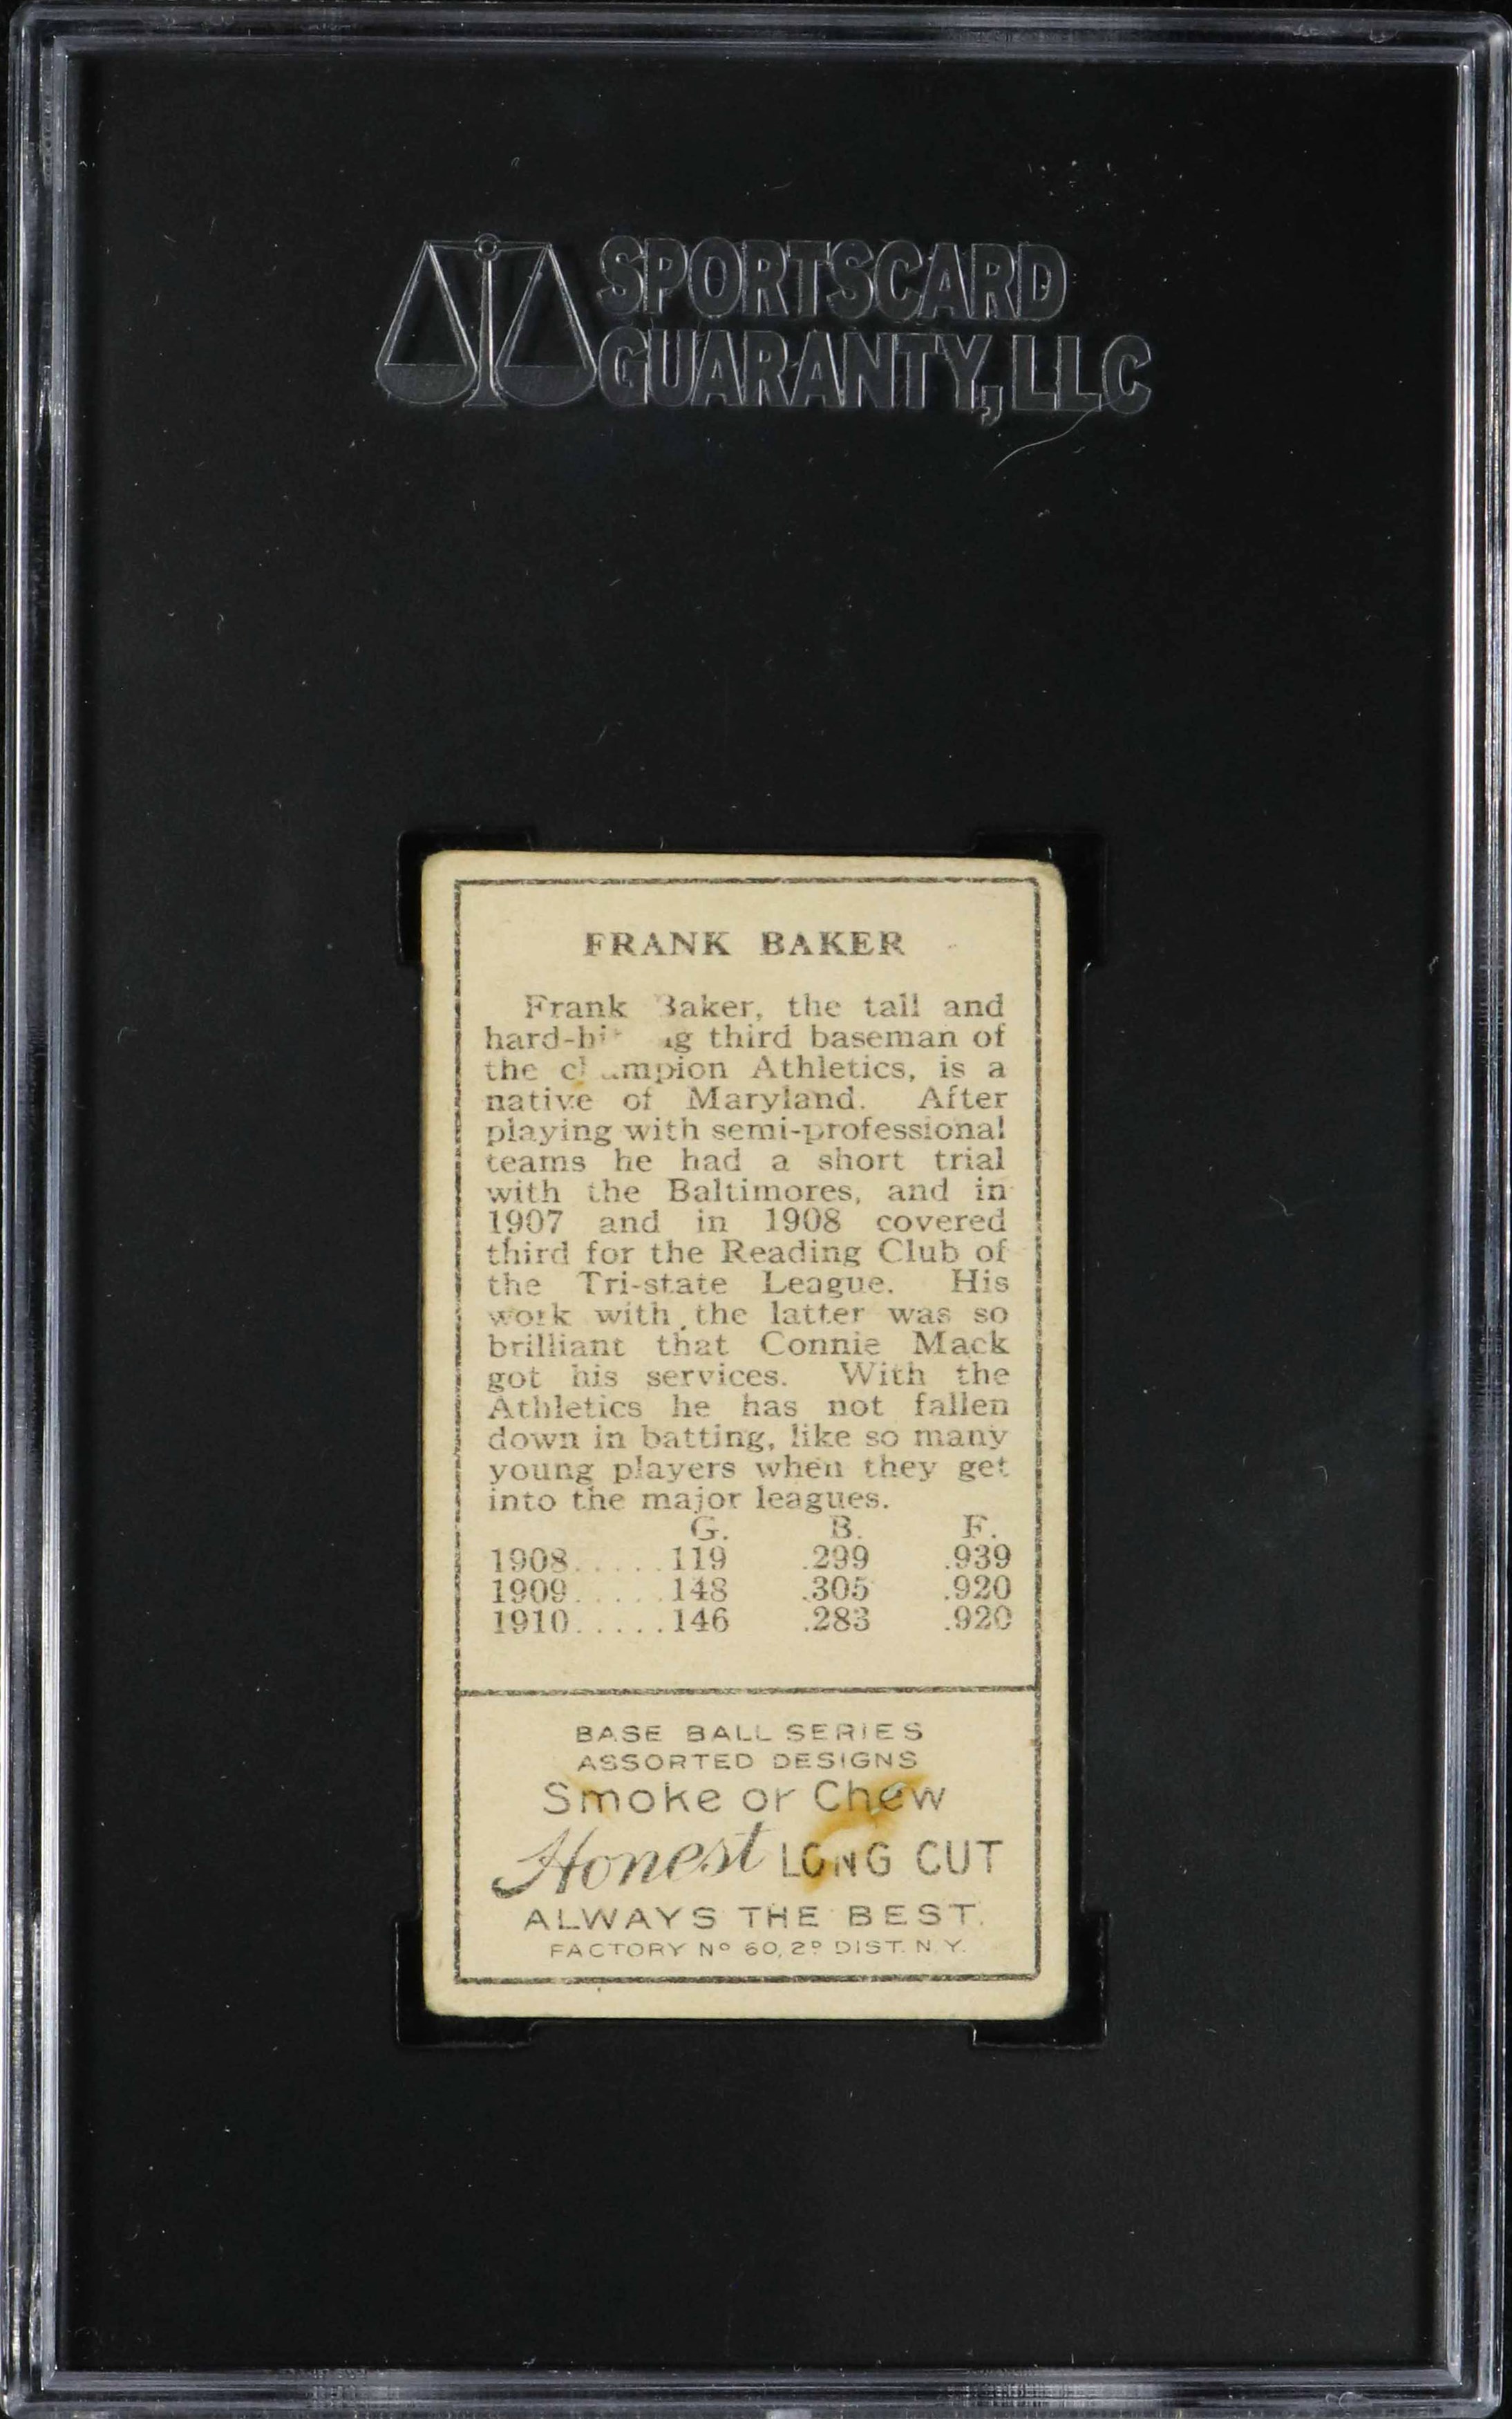 SPORTSCARD
GUARANTY, LLC
FRANK BAKER
Frank Baker, the tall and
third baseman of
the Athletics, is a
native of Maryland. After
playing with semi-professional
teams he had a short trial
with the Baltimores, and in
1907 and in 1908 covered
third for the Reading Club of
the Tri-state League. His
work with the latter was so
brilliant that Connie Mack
got his services. With the
Athletics he has not fallen
down in batting, like so many
young players when they get
into the major leagues.
G. B. F.
1908......119 .299 .939
1909......148 .305 .920
1910......146 .283 .920
BASE BALL SERIES
ASSORTED DESIGNS
Smoke or Chew
Honest LONG CUT
ALWAYS THE BEST.
FACTORY Nº 60, 2º DIST. N.Y.